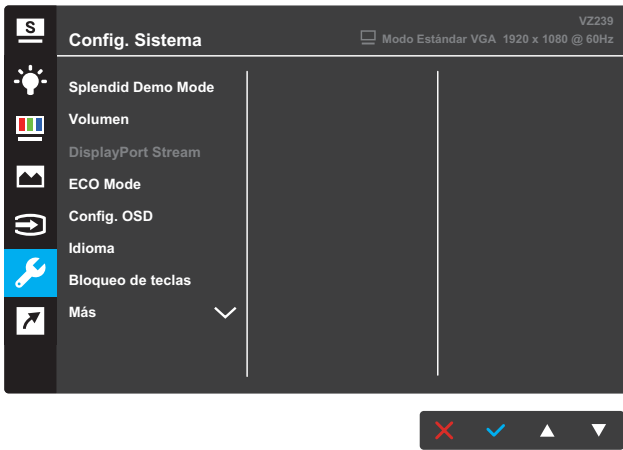 S
VZ239
Config. Sistema
Modo Estándar VGA 1920 x 1080 @ 60Hz
Splendid Demo Mode
Volumen
DisplayPort Stream
ECO Mode
Config. OSD
Idioma
Bloqueo de teclas
Más